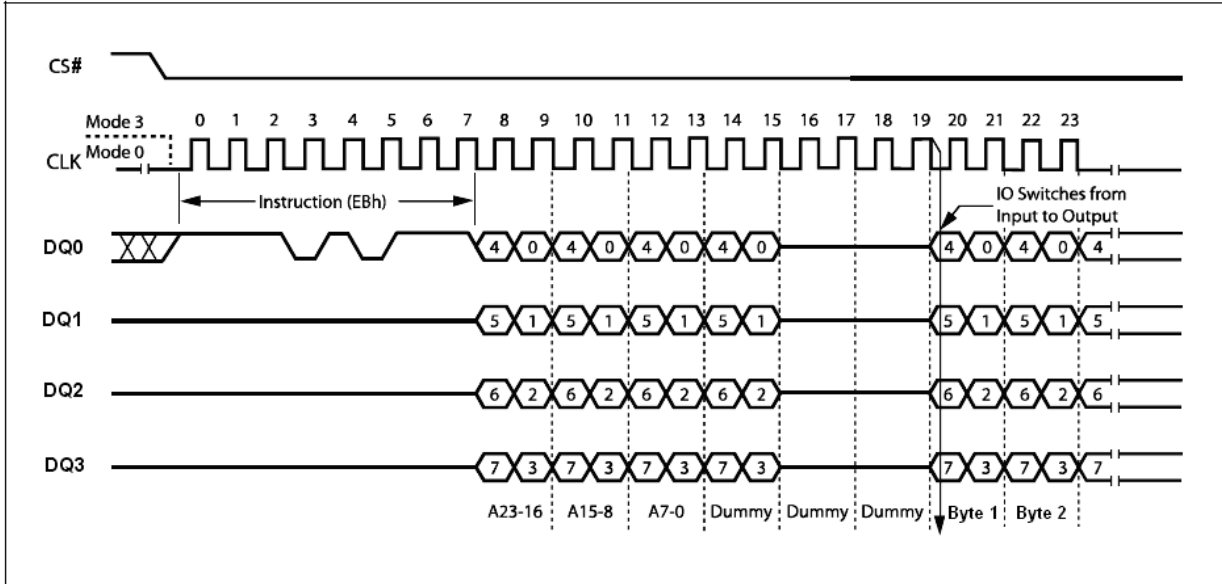 CS#
Mode 3
0 1 2 3 4 5 6 7 8 9 10 11 12 13 14 15 16 17 18 19 20 21 22 23
CLK
Mode 0
Instruction (EBh)
IO Switches from
Input to Output
DQ0
4 0 4 0 4 0 4 0 4 0 4 0 4
DQ1
5 1 5 1 5 1 5 1 5 1 5 1 5
DQ2
6 2 6 2 6 2 6 2 6 2 6 2 6
DQ3
7 3 7 3 7 3 7 3 7 3 7 3 7
A23-16 A15-8 A7-0 Dummy Dummy Dummy Byte 1 Byte 2